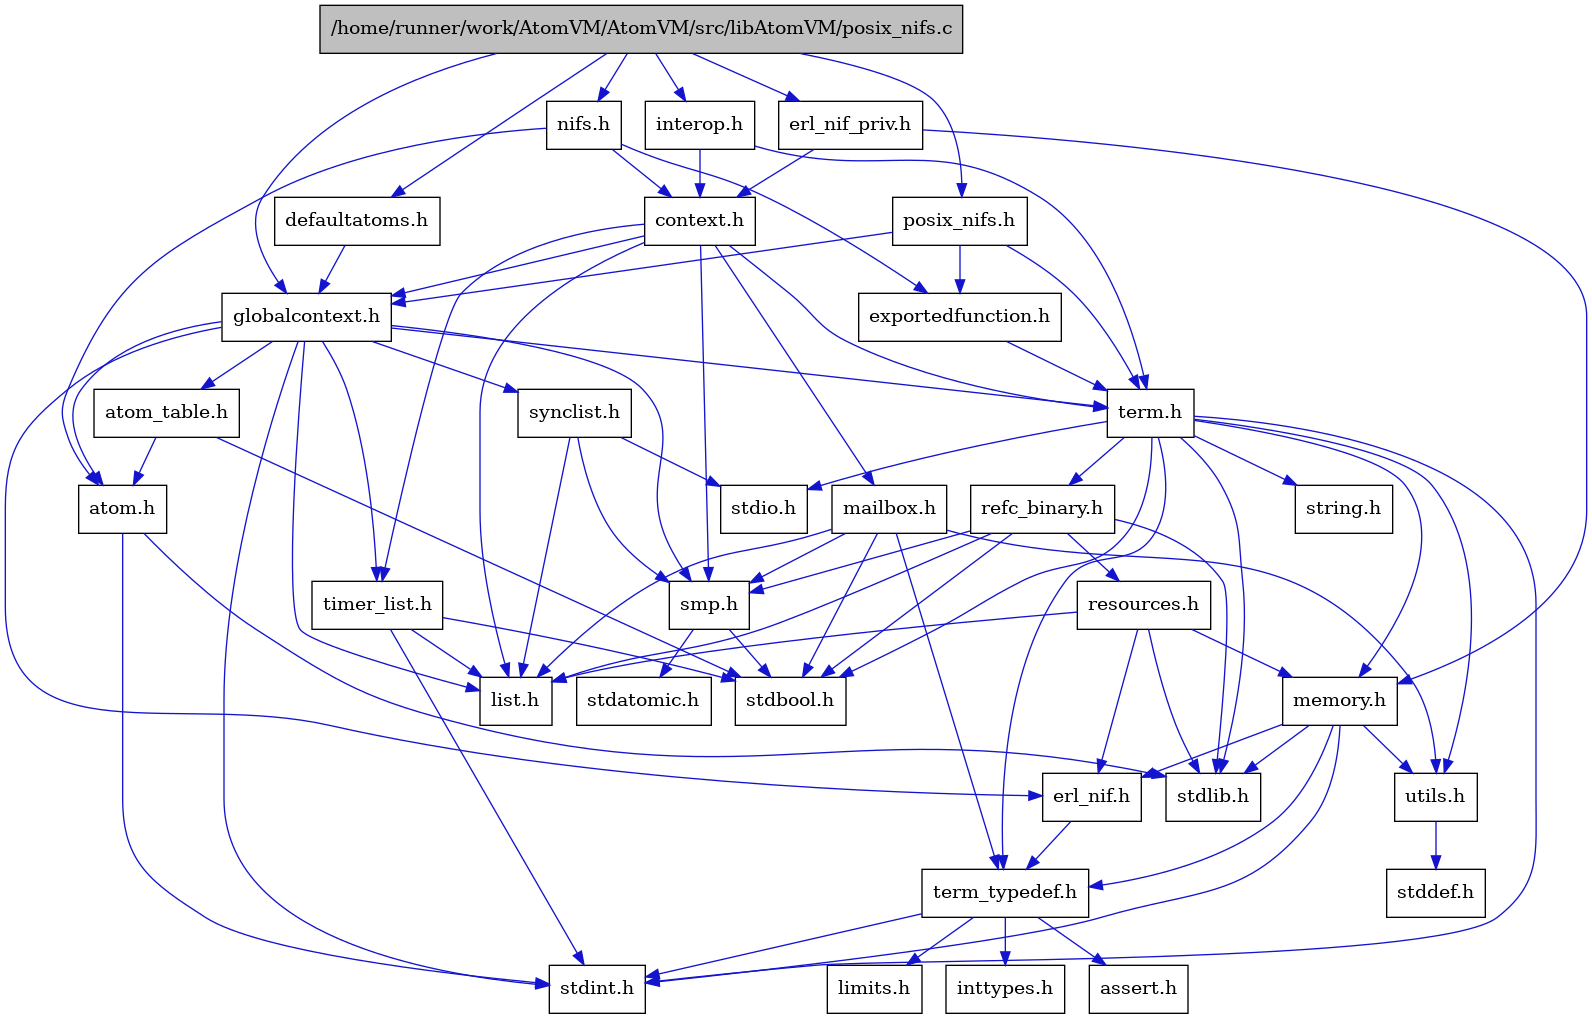 /home/runner/work/AtomVM/AtomVM/src/libAtomVM/posix_nifs.c
nifs.h
interop.h
erl_nif_priv.h
defaultatoms.h
context.h
posix_nifs.h
globalcontext.h
exportedfunction.h
atom_table.h
synclist.h
term.h
atom.h
stdio.h
mailbox.h
refc_binary.h
string.h
timer_list.h
smp.h
resources.h
list.h
stdatomic.h
stdbool.h
memory.h
erl_nif.h
stdlib.h
utils.h
term_typedef.h
stddef.h
stdint.h
limits.h
inttypes.h
assert.h